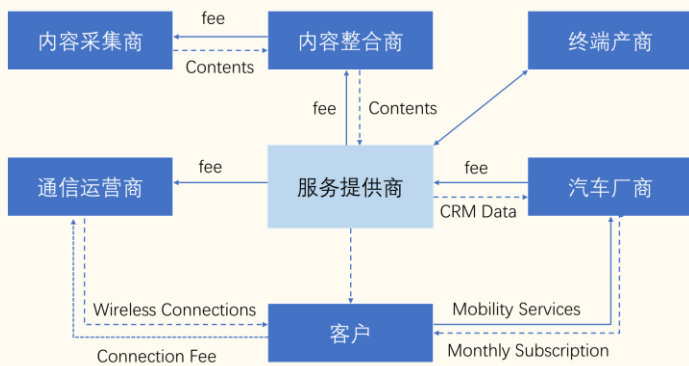 内容采集商
fee
Contents
内容整合商
终端产商
fee
Contents
通信运营商
fee
服务提供商
fee
CRM Data
汽车厂商
Wireless Connections
Connection Fee
客户
Mobility Services
Monthly Subscription